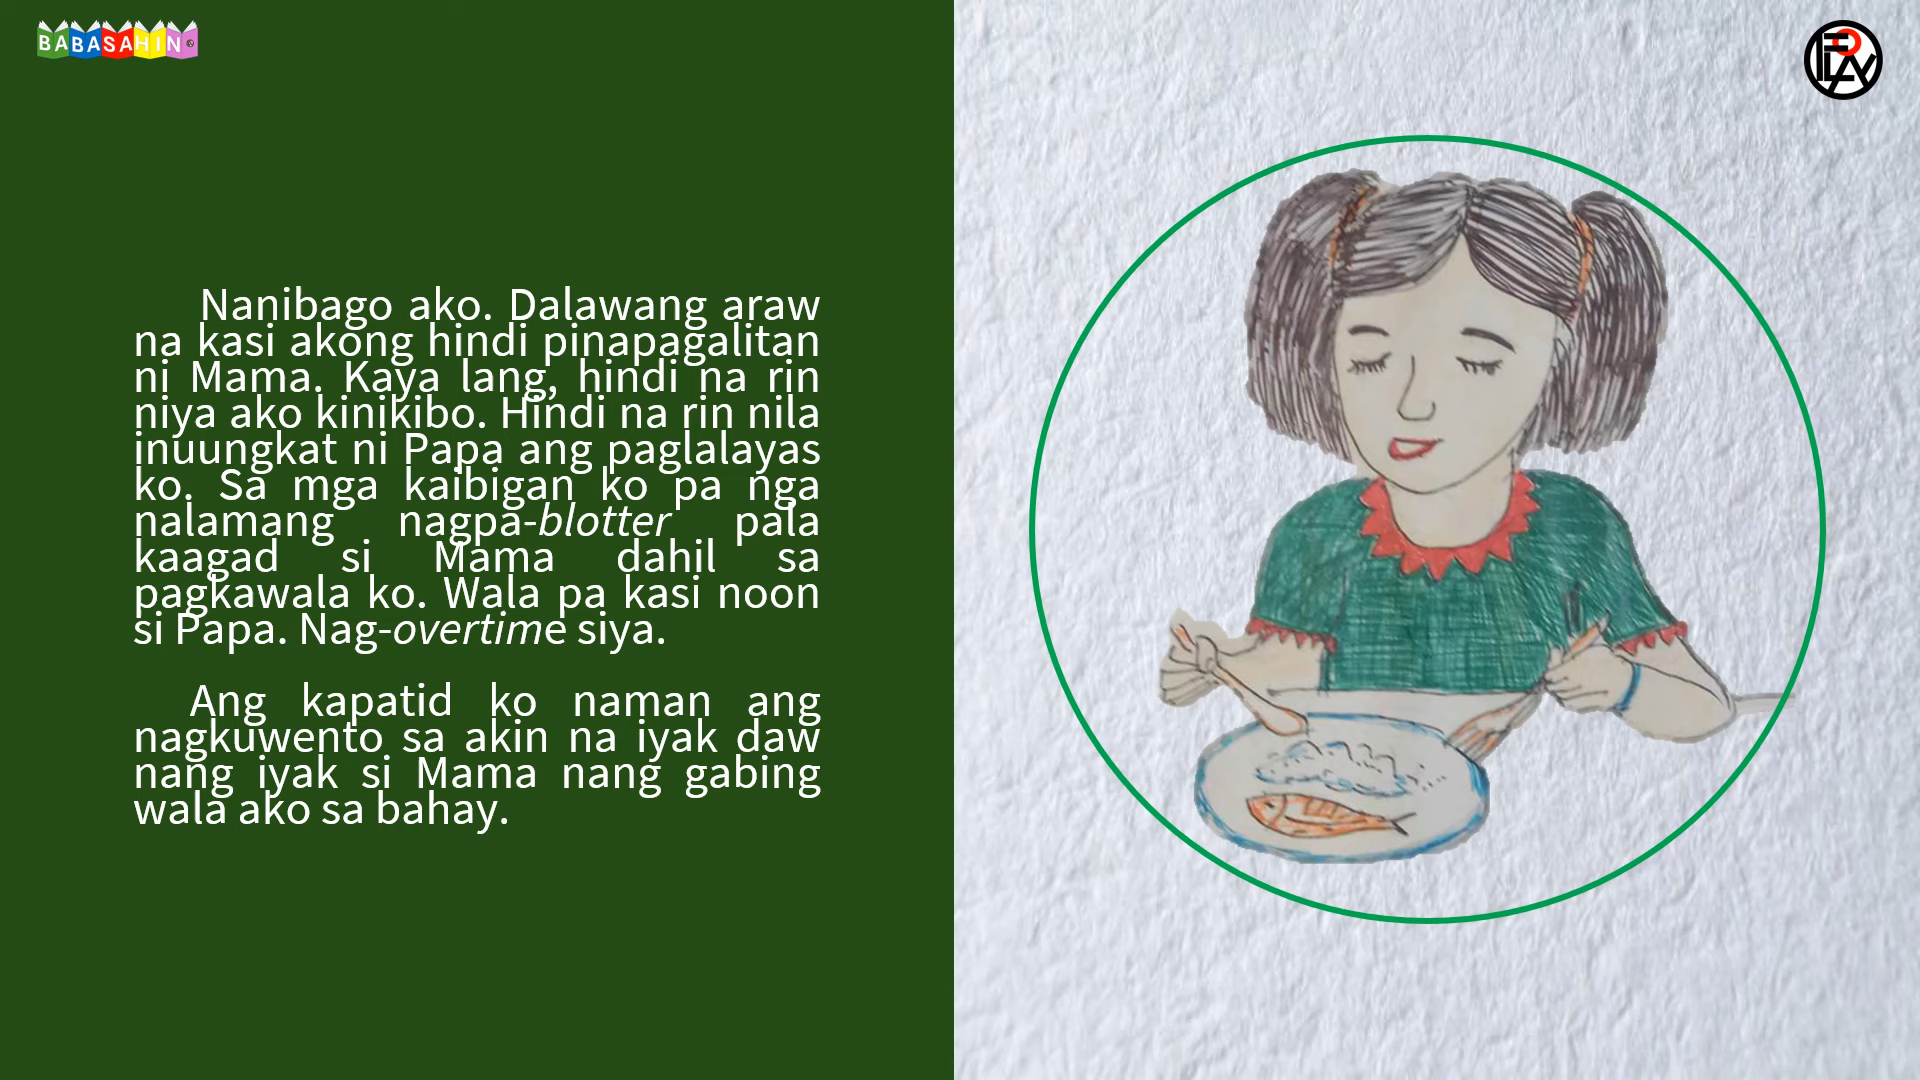 BABASAHIN
Nanibago ako. Dalawang araw
na kasi akong hindi pinapagalitan
ni Mama. Kaya lang, hindi na rin
niya ako kinikibo. Hindi na rin nila
inuungkat ni Papa ang paglalayas
ko. Sa mga kaibigan ko pa nga
nalamang nagpa-blotter pala
kaagad si Mama dahil sa
pagkawala ko. Wala pa kasi noon
si Papa. Nag-overtime siya.
Ang kapatid ko naman ang
nagkuwento sa akin na iyak daw
nang iyak si Mama nang gabing
wala ako sa bahay.